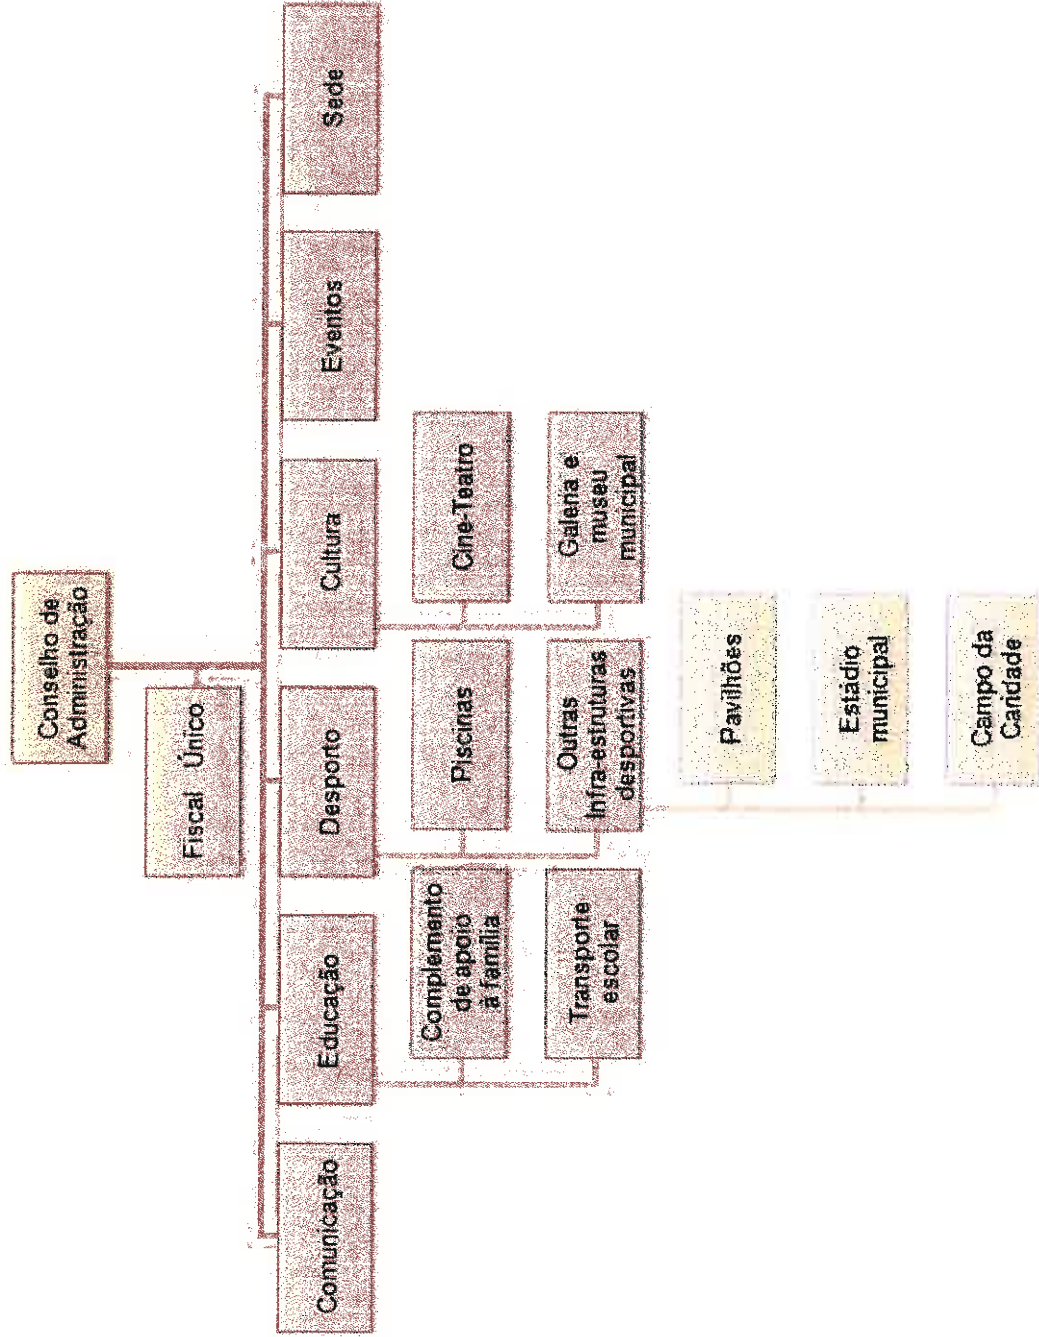 Conselho de
Administração
Fiscal Único
Comunicação
Educação
Desporto
Cultura
Eventos
Sede
Complemento
de apoio
à família
Piscinas
Cine-Teatro
Transporte
escolar
Outras
Infra-estruturas
desportivas
Galeria e
museu
municipal
Pavilhões
Estádio
municipal
Campo da
Caridade